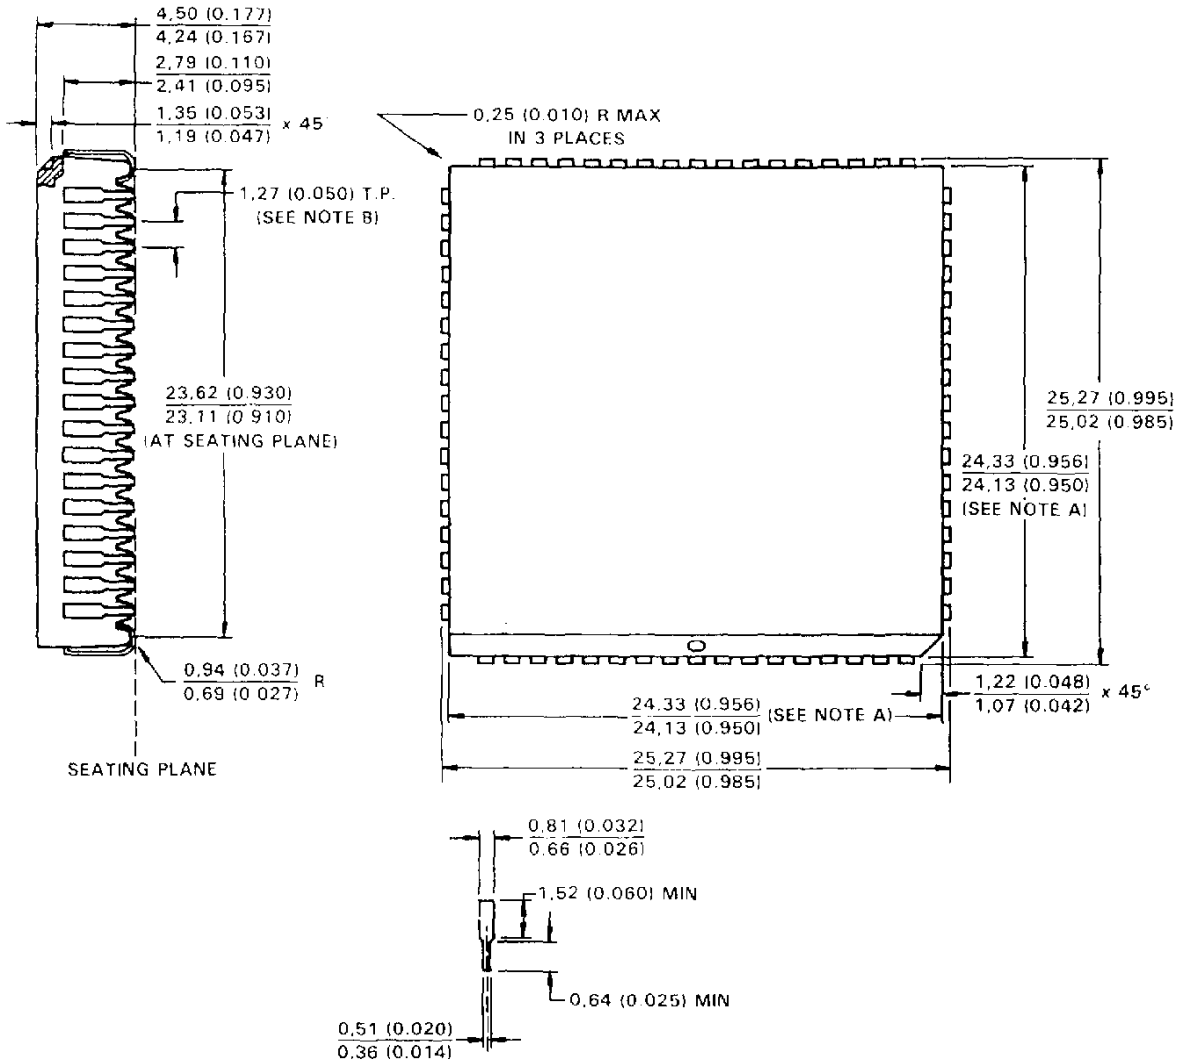 4,50 (0.177)
4,24 (0.167)
2,79 (0.110)
2,41 (0.095)
1,35 (0.053)
1,19 (0.047) x 45°
0,25 (0.010) R MAX
IN 3 PLACES
1,27 (0.050) T.P.
(SEE NOTE B)
23,62 (0.930)
23,11 (0.910)
(AT SEATING PLANE)
25,27 (0.995)
25,02 (0.985)
24,33 (0.956)
24,13 (0.950)
(SEE NOTE A)
0,94 (0.037)
0,69 (0.027) R
1,22 (0.048)
1,07 (0.042) x 45°
24,33 (0.956)
24,13 (0.950) (SEE NOTE A)
SEATING PLANE
25,27 (0.995)
25,02 (0.985)
0,81 (0.032)
0,66 (0.026)
1,52 (0.060) MIN
0,64 (0.025) MIN
0,51 (0.020)
0,36 (0.014)